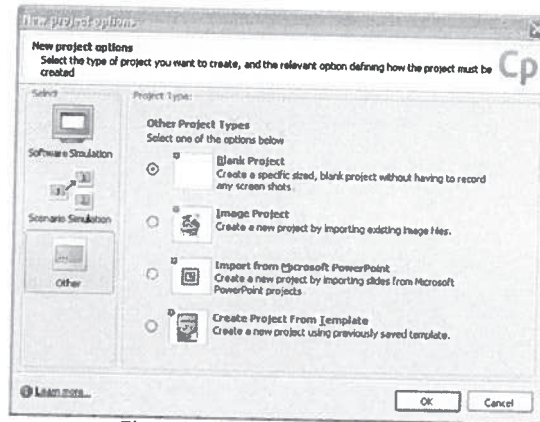 New project options
New project options
Select the type of project you want to create, and the relevant option defining how the project must be
created
Cp
Select
Project Type:
Software Simulation
Scenario Simulation
Other
Other Project Types
Select one of the options below
Blank Project
Create a specific sized, blank project without having to record
any screen shots.
Image Project
Create a new project by importing existing image files.
Import from Microsoft PowerPoint
Create a new project by importing slides from Microsoft
PowerPoint projects
Create Project From Template
Create a new project using previously saved template.
Learn more...
OK
Cancel